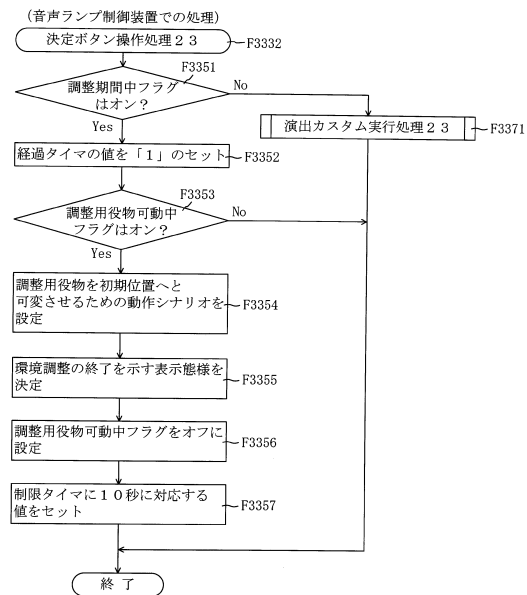 (音声ランプ制御装置での処理)
決定ボタン操作処理23
F3332
F3351
調整期間中フラグ
はオン?
No
Yes
演出カスタム実行処理23
F3371
経過タイマの値を「1」のセット
F3352
F3353
調整用役物可動中
フラグはオン?
No
Yes
調整用役物を初期位置へと
可変させるための動作シナリオを
設定
F3354
環境調整の終了を示す表示態様を
決定
F3355
調整用役物可動中フラグをオフに
設定
F3356
制限タイマに10秒に対応する
値をセット
F3357
終 了